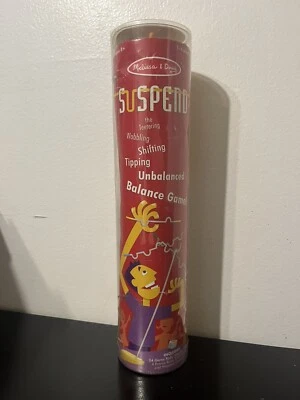 Melissa & Doug
SUSPEND
the
Teetering
Wobbling
Shifting
Tipping
Unbalanced
Balance Game